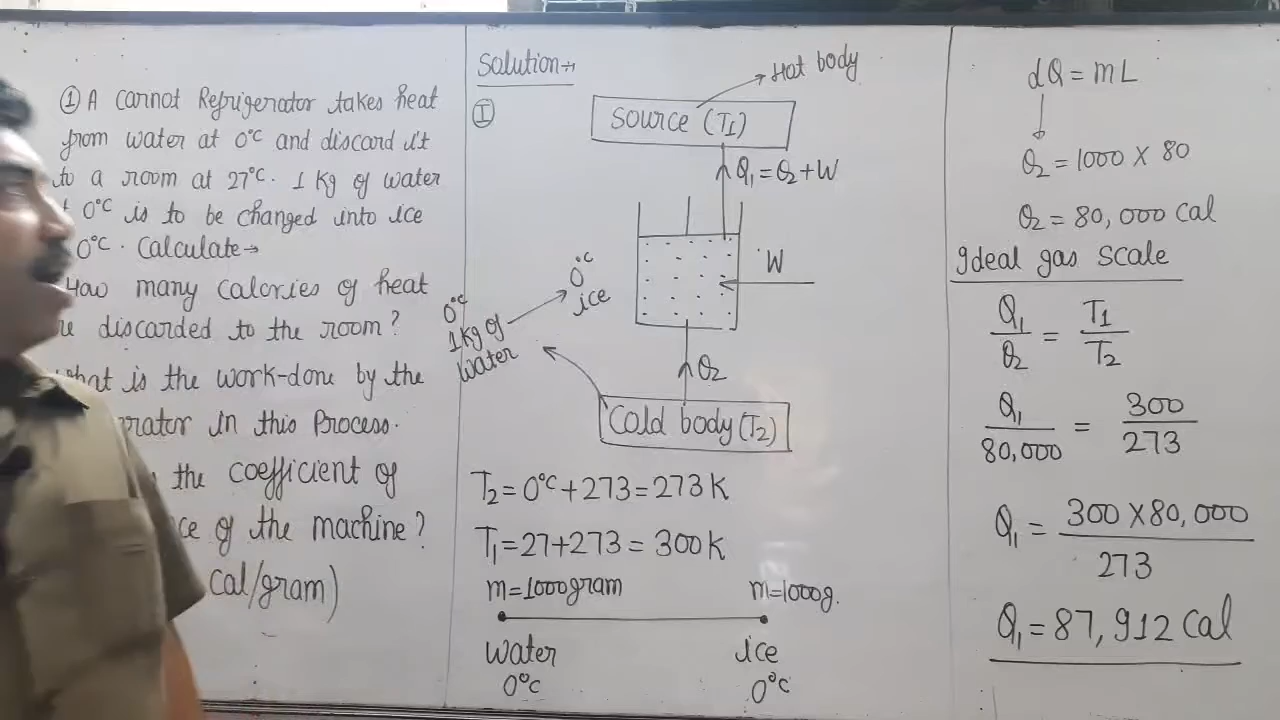 ① A carnot Refrigerator takes heat
from water at 0°C and discard it
to a room at 27°C. 1 Kg of water
0°C is to be changed into ice
0°C. Calculate→
How many calories of heat
discarded to the room?
what is the work-done by the
in this Process.
the coefficient of
of the machine?
cal/gram)
Solution→
Ⓘ
Hot body
Source (T1)
Q1 = Q2 + W
W
0°C
ice
0°C
1kg of
water
Q2
Cold body (T2)
T2 = 0°C + 273 = 273 K
T1 = 27 + 273 = 300 K
m = 1000 gram
m = 1000g.
water
ice
0°C
0°C
dQ = mL
Q2 = 1000 × 80
Q2 = 80,000 Cal
Ideal gas scale
Q1/Q2 = T1/T2
Q1/80,000 = 300/273
Q1 = 300 × 80,000/273
Q1 = 87,912 Cal